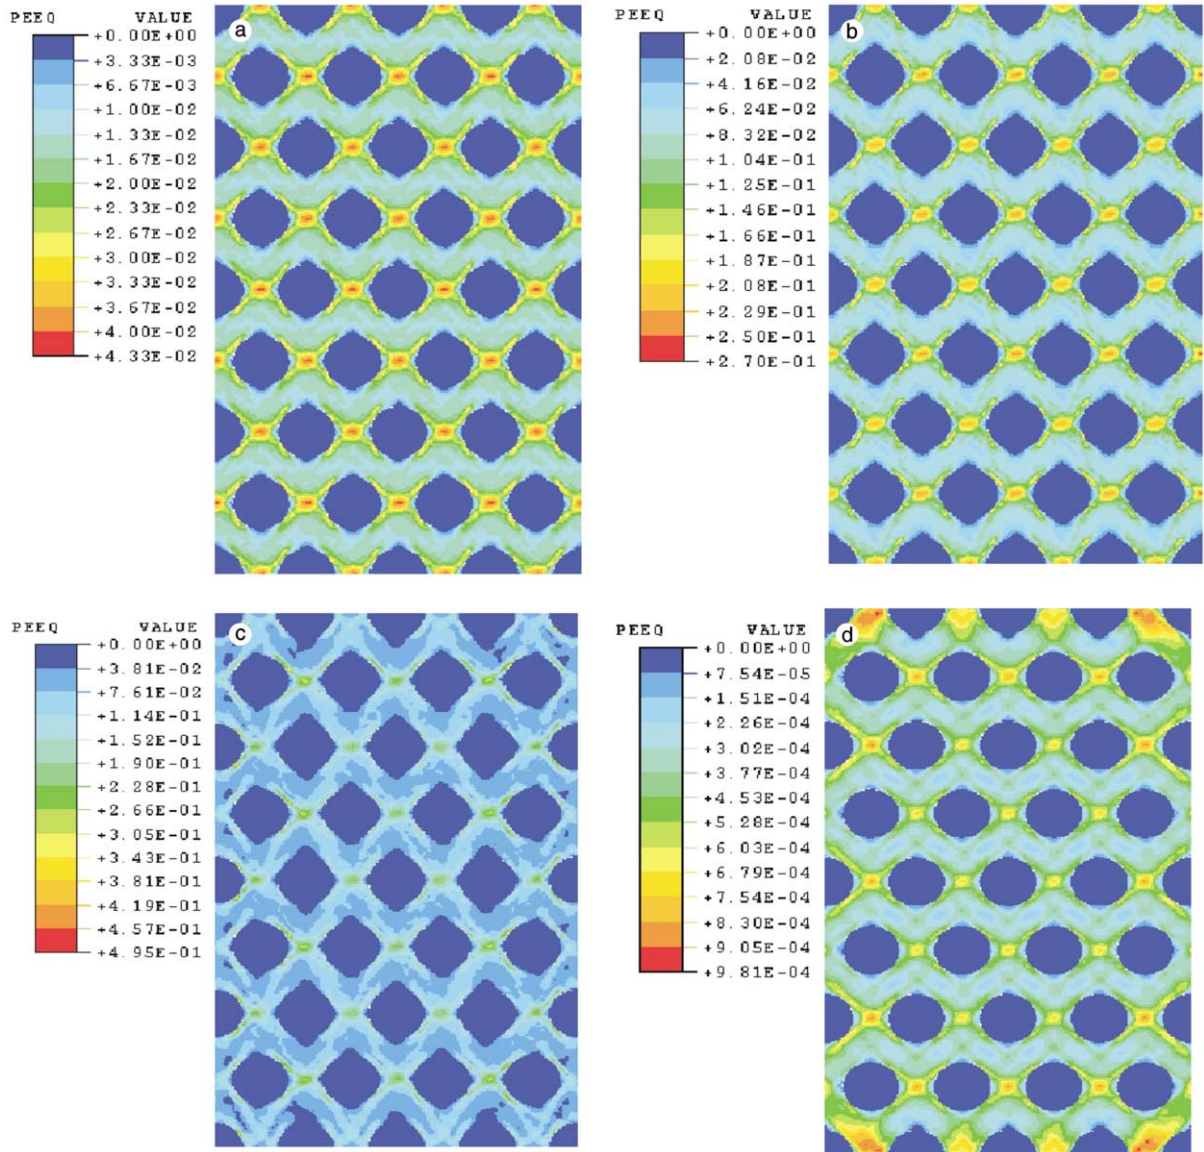 PEEQ VALUE
+0.00E+00
+3.33E-03
+6.67E-03
+1.00E-02
+1.33E-02
+1.67E-02
+2.00E-02
+2.33E-02
+2.67E-02
+3.00E-02
+3.33E-02
+3.67E-02
+4.00E-02
+4.33E-02
a
PEEQ VALUE
+0.00E+00
+2.08E-02
+4.16E-02
+6.24E-02
+8.32E-02
+1.04E-01
+1.25E-01
+1.46E-01
+1.66E-01
+1.87E-01
+2.08E-01
+2.29E-01
+2.50E-01
+2.70E-01
b
PEEQ VALUE
+0.00E+00
+3.81E-02
+7.61E-02
+1.14E-01
+1.52E-01
+1.90E-01
+2.28E-01
+2.66E-01
+3.05E-01
+3.43E-01
+3.81E-01
+4.19E-01
+4.57E-01
+4.95E-01
c
PEEQ VALUE
+0.00E+00
+7.54E-05
+1.51E-04
+2.26E-04
+3.02E-04
+3.77E-04
+4.53E-04
+5.28E-04
+6.03E-04
+6.79E-04
+7.54E-04
+8.30E-04
+9.05E-04
+9.81E-04
d